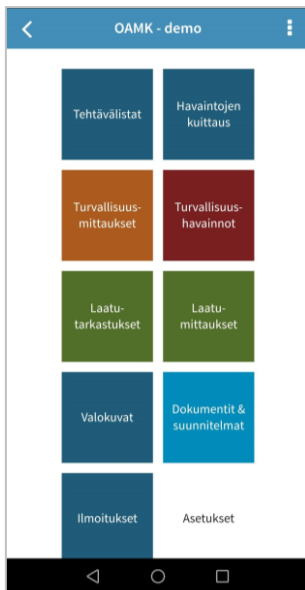 OAMK - demo
Tehtävälistat
Havaintojen
kuittaus
Turvallisuus-
mittaukset
Turvallisuus-
havainnot
Laatu-
tarkastukset
Laatu-
mittaukset
Valokuvat
Dokumentit &
suunnitelmat
Ilmoitukset
Asetukset